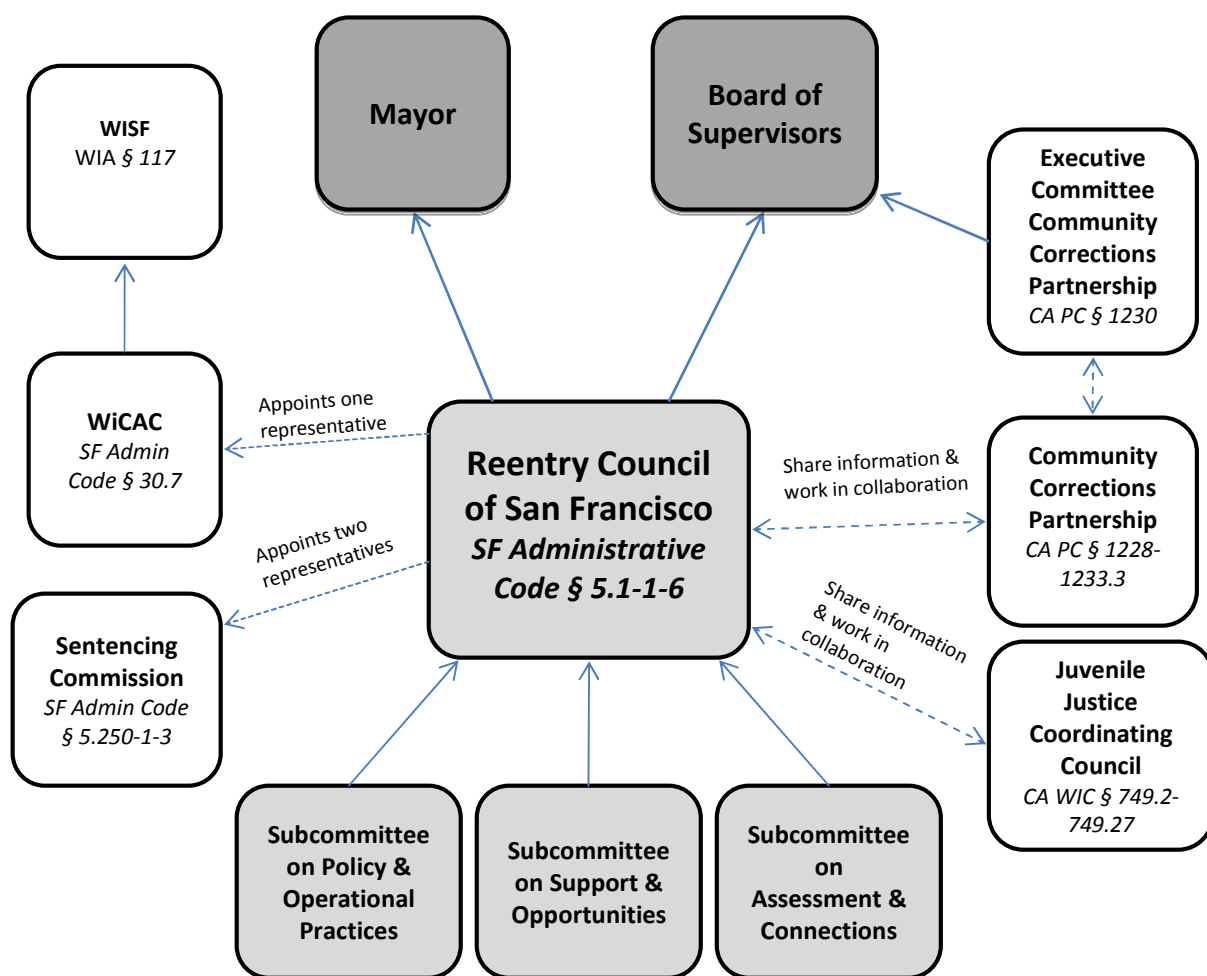 Mayor
Board of
Supervisors
WISF
WIA § 117
Executive
Committee
Community
Corrections
Partnership
CA PC § 1230
WiCAC
SF Admin
Code § 30.7
Appoints one
representative
Reentry Council
of San Francisco
SF Administrative
Code § 5.1-1-6
Share information &
work in collaboration
Community
Corrections
Partnership
CA PC § 1228-
1233.3
Appoints two
representatives
Sentencing
Commission
SF Admin Code
§ 5.250-1-3
Share information
& work in
collaboration
Juvenile
Justice
Coordinating
Council
CA WIC § 749.2-
749.27
Subcommittee
on Policy &
Operational
Practices
Subcommittee
on Support &
Opportunities
Subcommittee
on
Assessment &
Connections